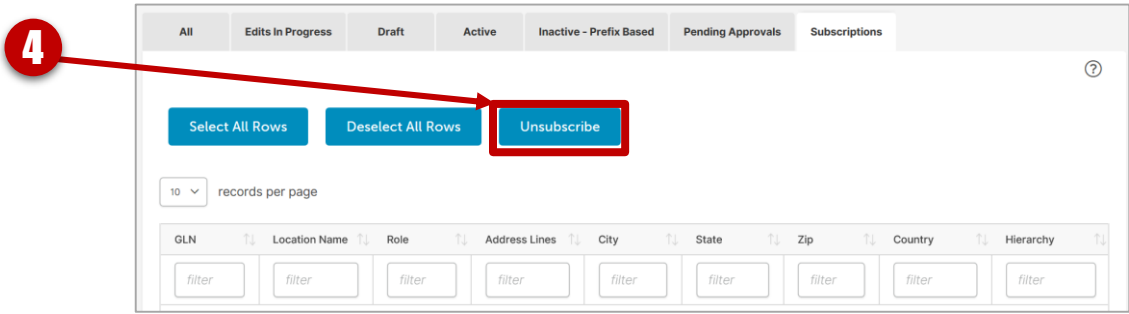 4
All Edits In Progress Draft Active Inactive - Prefix Based Pending Approvals Subscriptions
?
Select All Rows Deselect All Rows Unsubscribe
10 records per page
GLN Location Name Role Address Lines City State Zip Country Hierarchy
filter filter filter filter filter filter filter filter filter